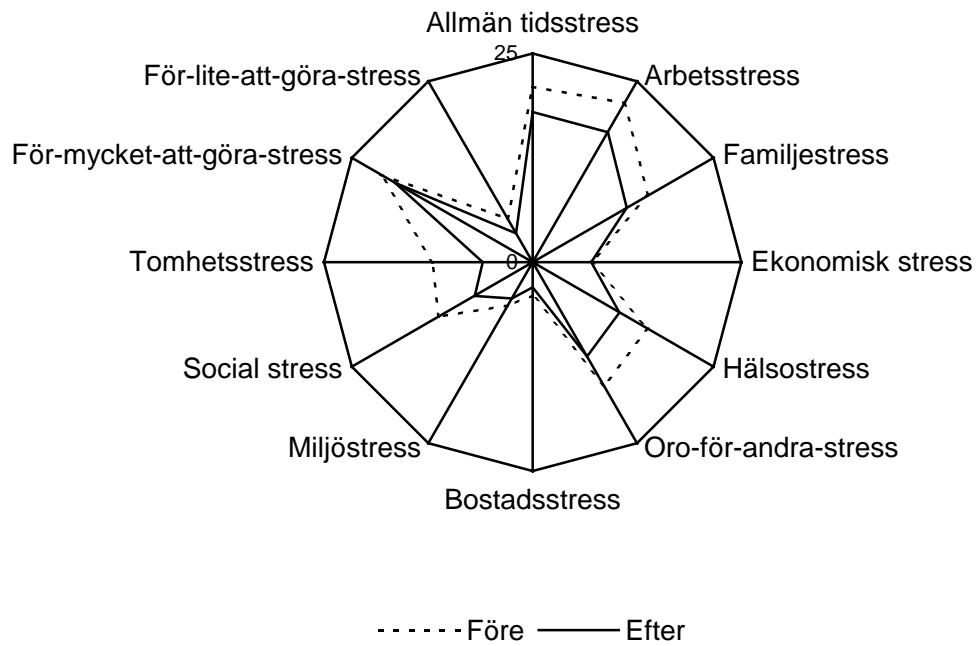 Allmän tidsstress
25
För-lite-att-göra-stress
Arbetsstress
För-mycket-att-göra-stress
Familjestress
Tomhetsstress
0
Ekonomisk stress
Social stress
Hälsostress
Miljöstress
Oro-för-andra-stress
Bostadsstress
Före
Efter